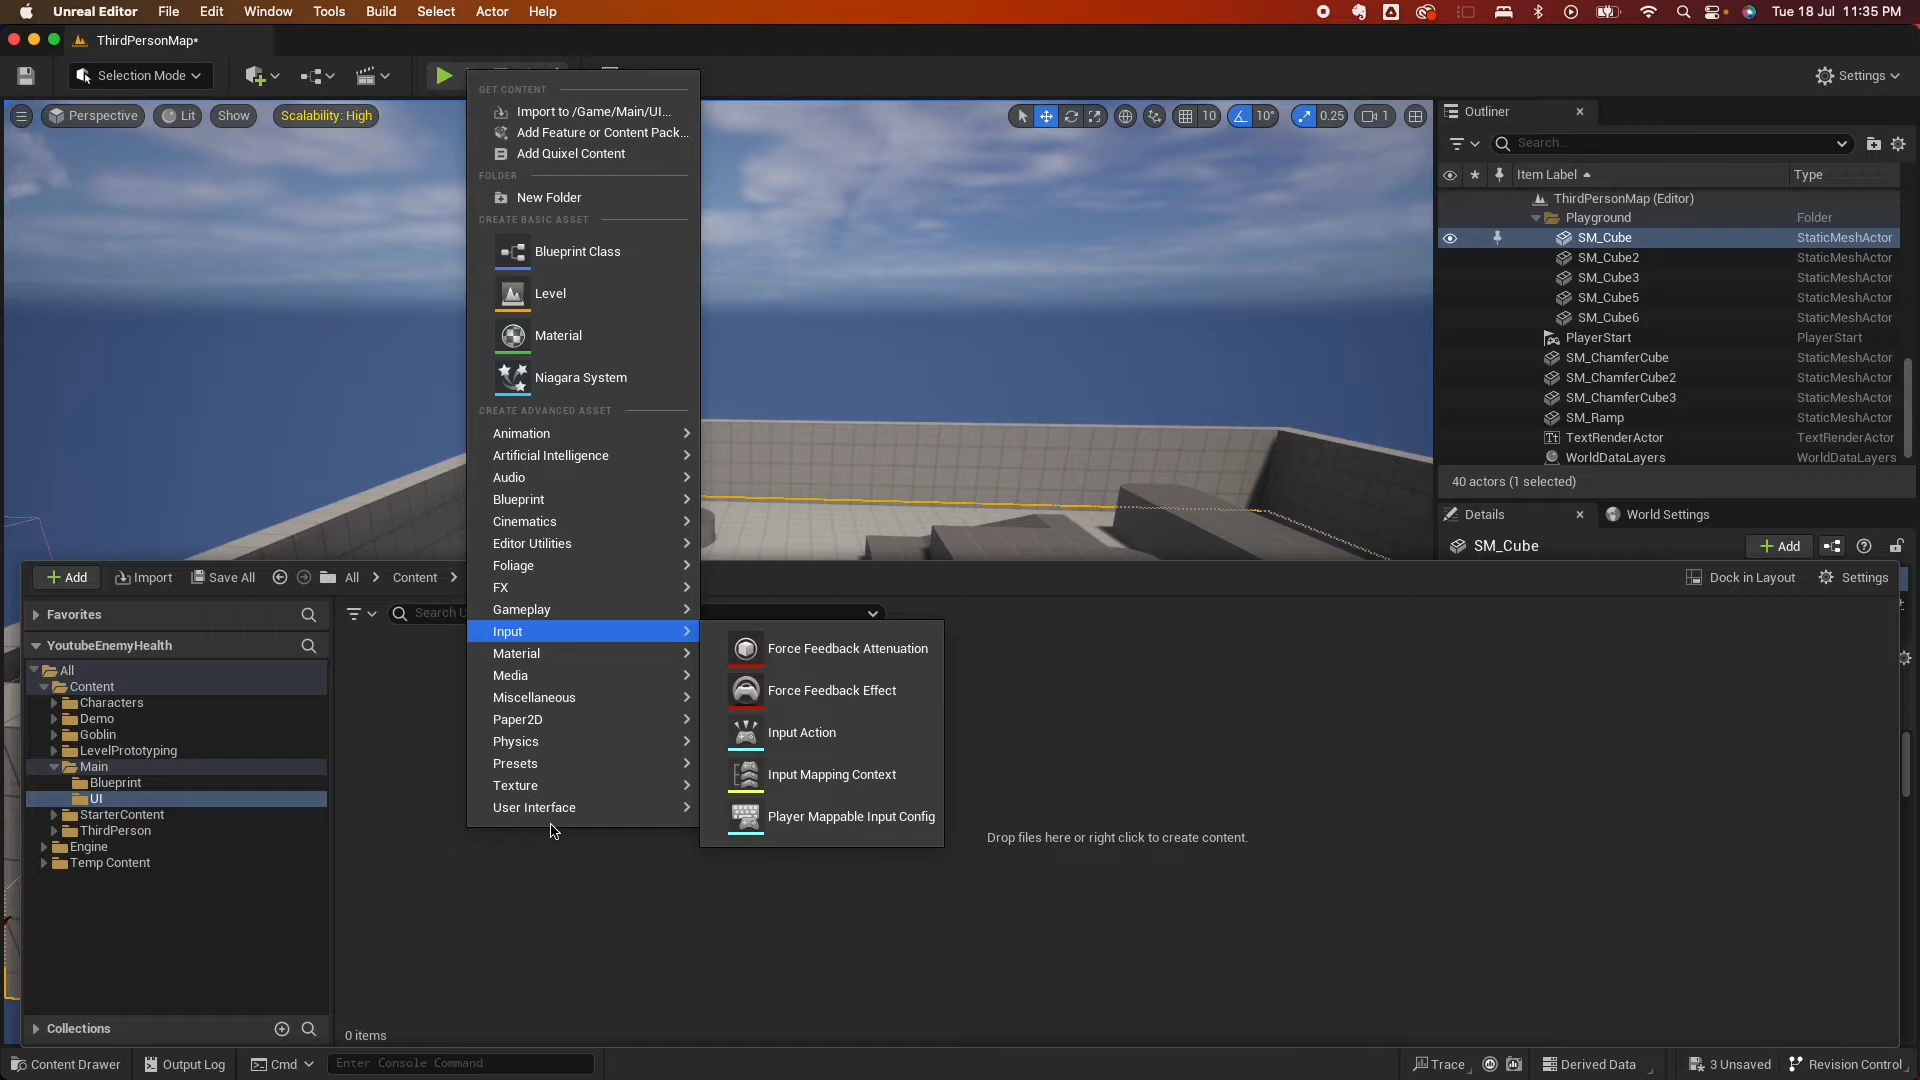 Unreal Editor File Edit Window Tools Build Select Actor Help Tue 18 Jul 11:35 PM
ThirdPersonMap*
Selection Mode Settings
Perspective Lit Show Scalability: High 10 10° 0.25 1
GET CONTENT
Import to /Game/Main/UI...
Add Feature or Content Pack...
Add Quixel Content
FOLDER
New Folder
CREATE BASIC ASSET
Blueprint Class
Level
Material
Niagara System
CREATE ADVANCED ASSET
Animation
Artificial Intelligence
Audio
Blueprint
Cinematics
Editor Utilities
Foliage
FX
Gameplay
Input
Material
Media
Miscellaneous
Paper2D
Physics
Presets
Texture
User Interface
Force Feedback Attenuation
Force Feedback Effect
Input Action
Input Mapping Context
Player Mappable Input Config
Outliner
Search...
Item Label Type
ThirdPersonMap (Editor)
Playground Folder
SM_Cube StaticMeshActor
SM_Cube2 StaticMeshActor
SM_Cube3 StaticMeshActor
SM_Cube5 StaticMeshActor
SM_Cube6 StaticMeshActor
PlayerStart PlayerStart
SM_ChamferCube StaticMeshActor
SM_ChamferCube2 StaticMeshActor
SM_ChamferCube3 StaticMeshActor
SM_Ramp StaticMeshActor
TextRenderActor TextRenderActor
WorldDataLayers WorldDataLayers
40 actors (1 selected)
Details World Settings
SM_Cube Add
Add Import Save All All Content Dock in Layout Settings
Favorites
Search
YoutubeEnemyHealth
All
Content
Characters
Demo
Goblin
LevelPrototyping
Main
Blueprint
UI
StarterContent
ThirdPerson
Engine
Temp Content
Collections
Drop files here or right click to create content.
0 items
Content Drawer Output Log Cmd Enter Console Command Trace Derived Data 3 Unsaved Revision Control